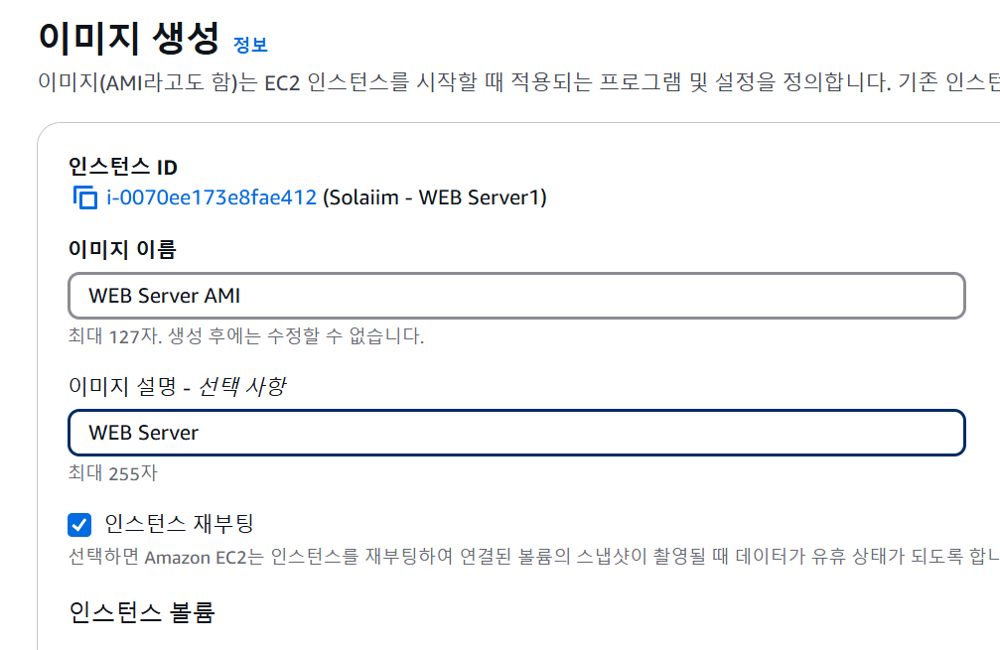 이미지 생성 정보
이미지(AMI라고도 함)는 EC2 인스턴스를 시작할 때 적용되는 프로그램 및 설정을 정의합니다. 기존
인스턴스 ID
i-0070ee173e8fae412 (Solaiim - WEB Server1)
이미지 이름
WEB Server AMI
최대 127자. 생성 후에는 수정할 수 없습니다.
이미지 설명 - 선택 사항
WEB Server
최대 255자
인스턴스 재부팅
선택하면 Amazon EC2는 인스턴스를 재부팅하여 연결된 볼륨의 스냅샷이 촬영될 때 데이터가 유휴 상태가 되도록
인스턴스 볼륨